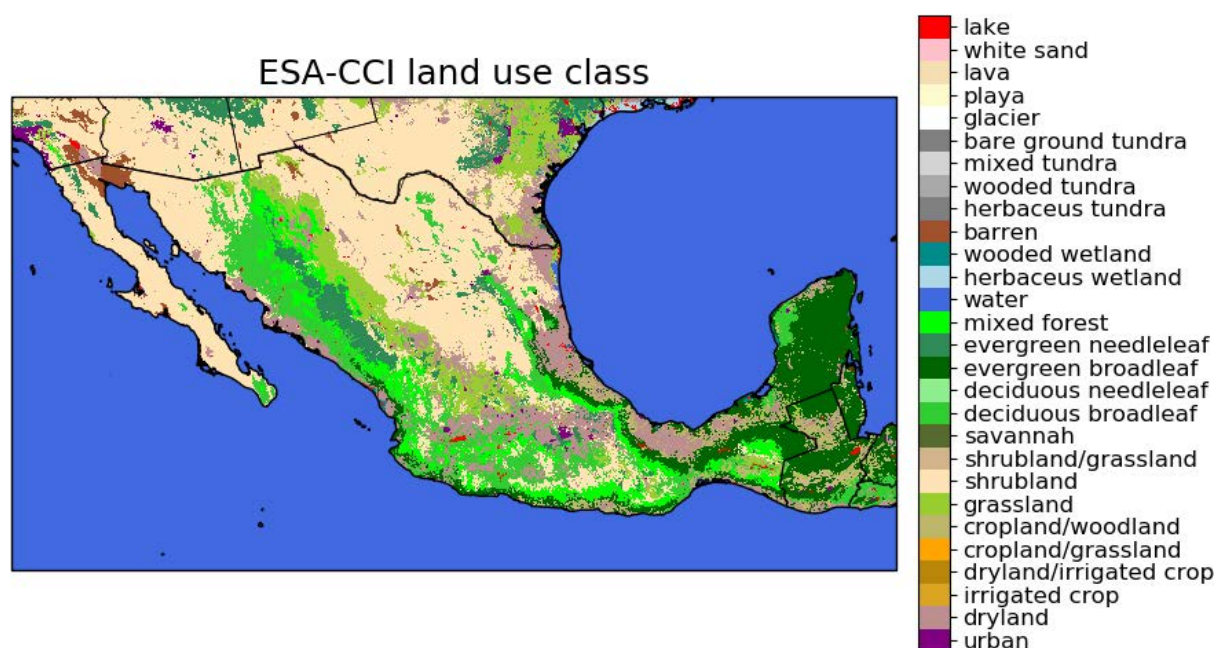 ESA-CCI land use class
lake
white sand
lava
playa
glacier
bare ground tundra
mixed tundra
wooded tundra
herbaceus tundra
barren
wooded wetland
herbaceus wetland
water
mixed forest
evergreen needleleaf
evergreen broadleaf
deciduous needleleaf
deciduous broadleaf
savannah
shrubland/grassland
shrubland
grassland
cropland/woodland
cropland/grassland
dryland/irrigated crop
irrigated crop
dryland
urban